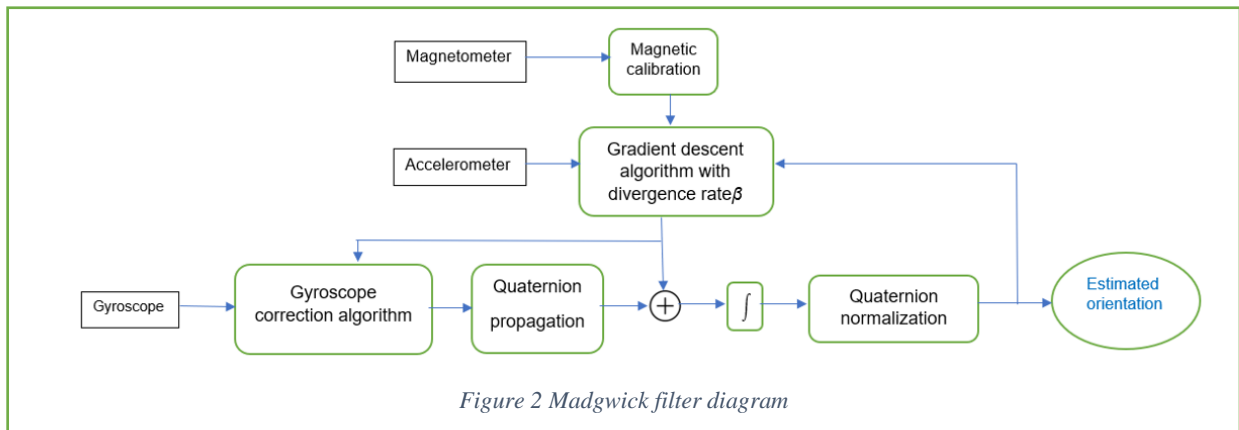 Magnetometer
Magnetic
calibration
Accelerometer
Gradient descent
algorithm with
divergence rateβ
Gyroscope
Gyroscope
correction algorithm
Quaternion
propagation
+
∫
Quaternion
normalization
Estimated
orientation
Figure 2 Madgwick filter diagram